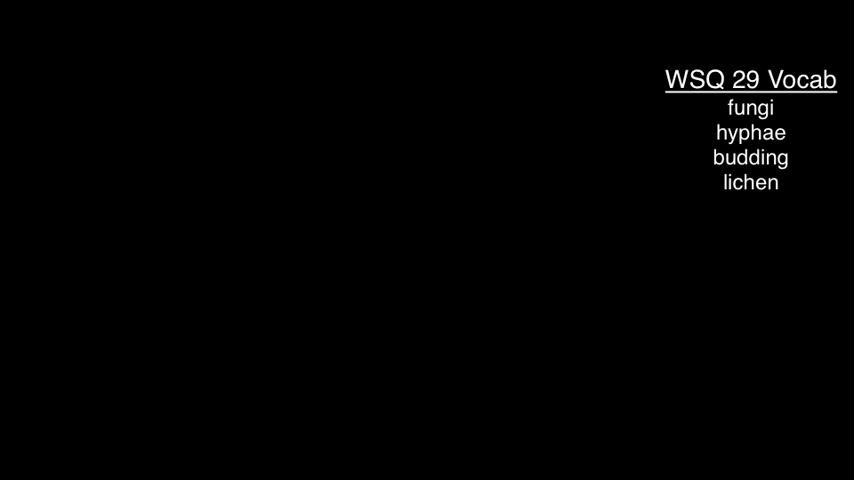 WSQ 29 Vocab
fungi
hyphae
budding
lichen